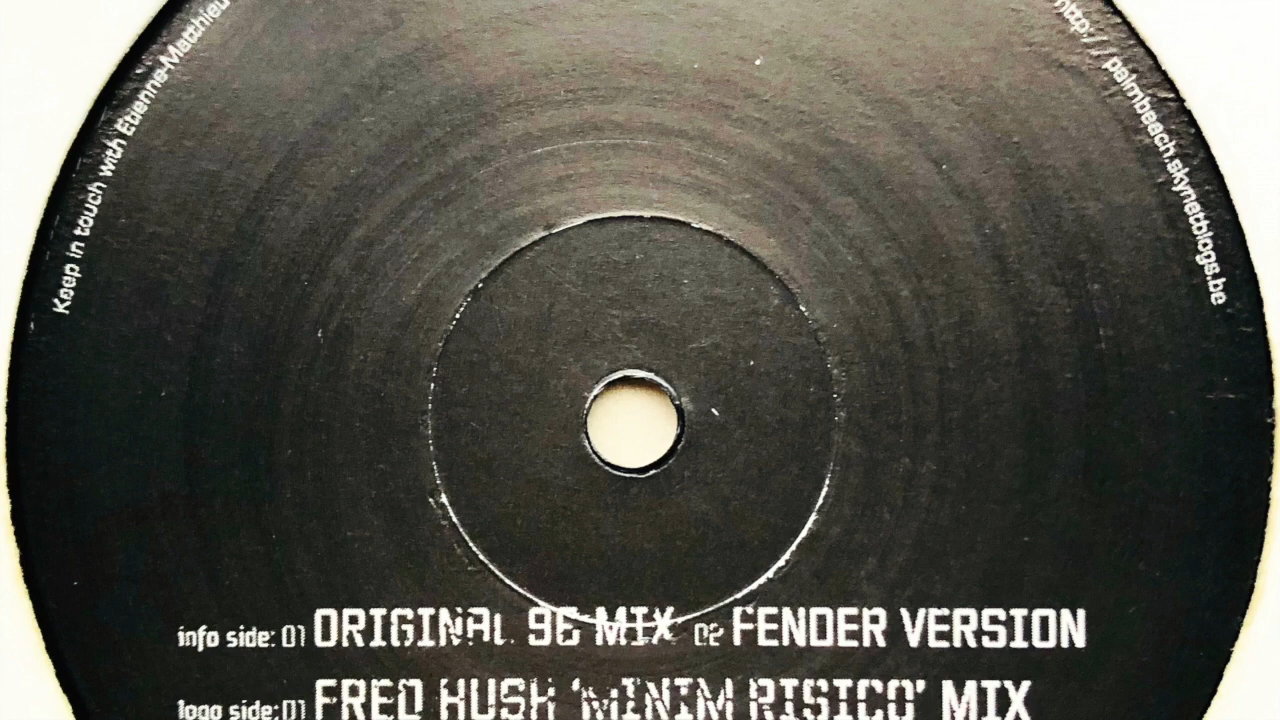 Keep in touch with Etienne-Matthieu
http://palmbeach.skynetblogs.be
info side: 01 ORIGINAL 96 MIX 02 FENDER VERSION
logo side: 01 FRED HUSH 'MINIM RISICO' MIX